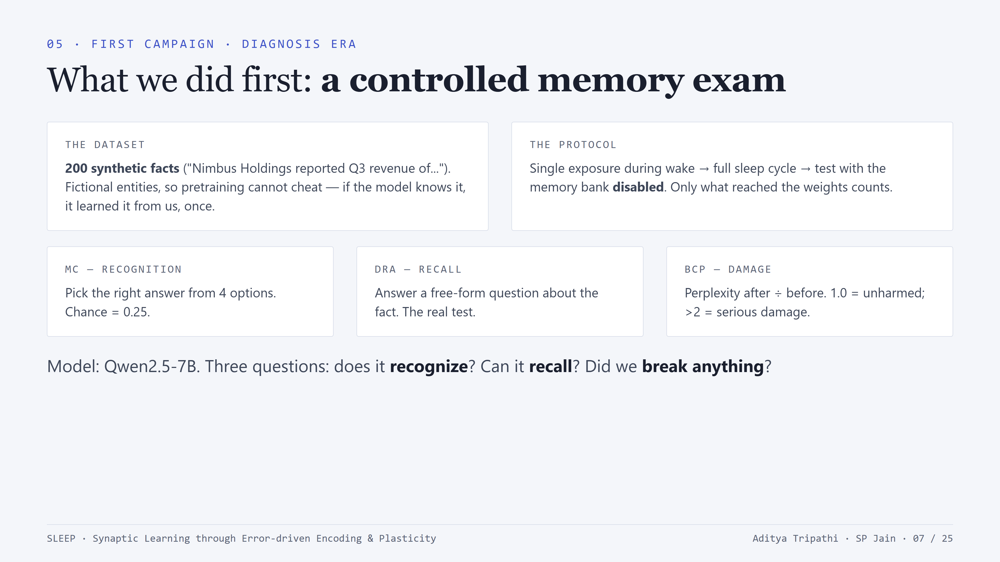 05 · FIRST CAMPAIGN · DIAGNOSIS ERA
What we did first: a controlled memory exam
THE DATASET
200 synthetic facts ("Nimbus Holdings reported Q3 revenue of...").
Fictional entities, so pretraining cannot cheat — if the model knows it,
it learned it from us, once.
THE PROTOCOL
Single exposure during wake → full sleep cycle → test with the
memory bank disabled. Only what reached the weights counts.
MC — RECOGNITION
Pick the right answer from 4 options.
Chance = 0.25.
DRA — RECALL
Answer a free-form question about the
fact. The real test.
BCP — DAMAGE
Perplexity after ÷ before. 1.0 = unharmed;
>2 = serious damage.
Model: Qwen2.5-7B. Three questions: does it recognize? Can it recall? Did we break anything?
SLEEP · Synaptic Learning through Error-driven Encoding & Plasticity
Aditya Tripathi · SP Jain · 07 / 25